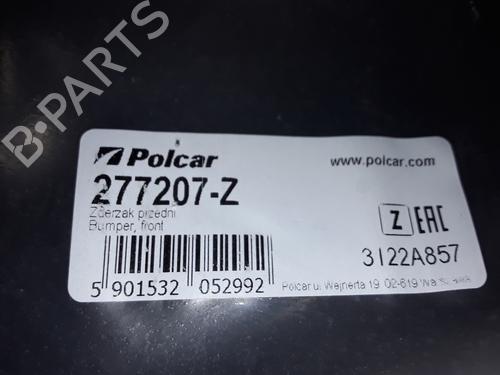 B-PARTS
Polcar
www.polcar.com
277207-Z
Zderzak przedni
Bumper, front
Z EAC
3122A857
5 901532 052992
Polcar ul. Wejnerta 19 02-619